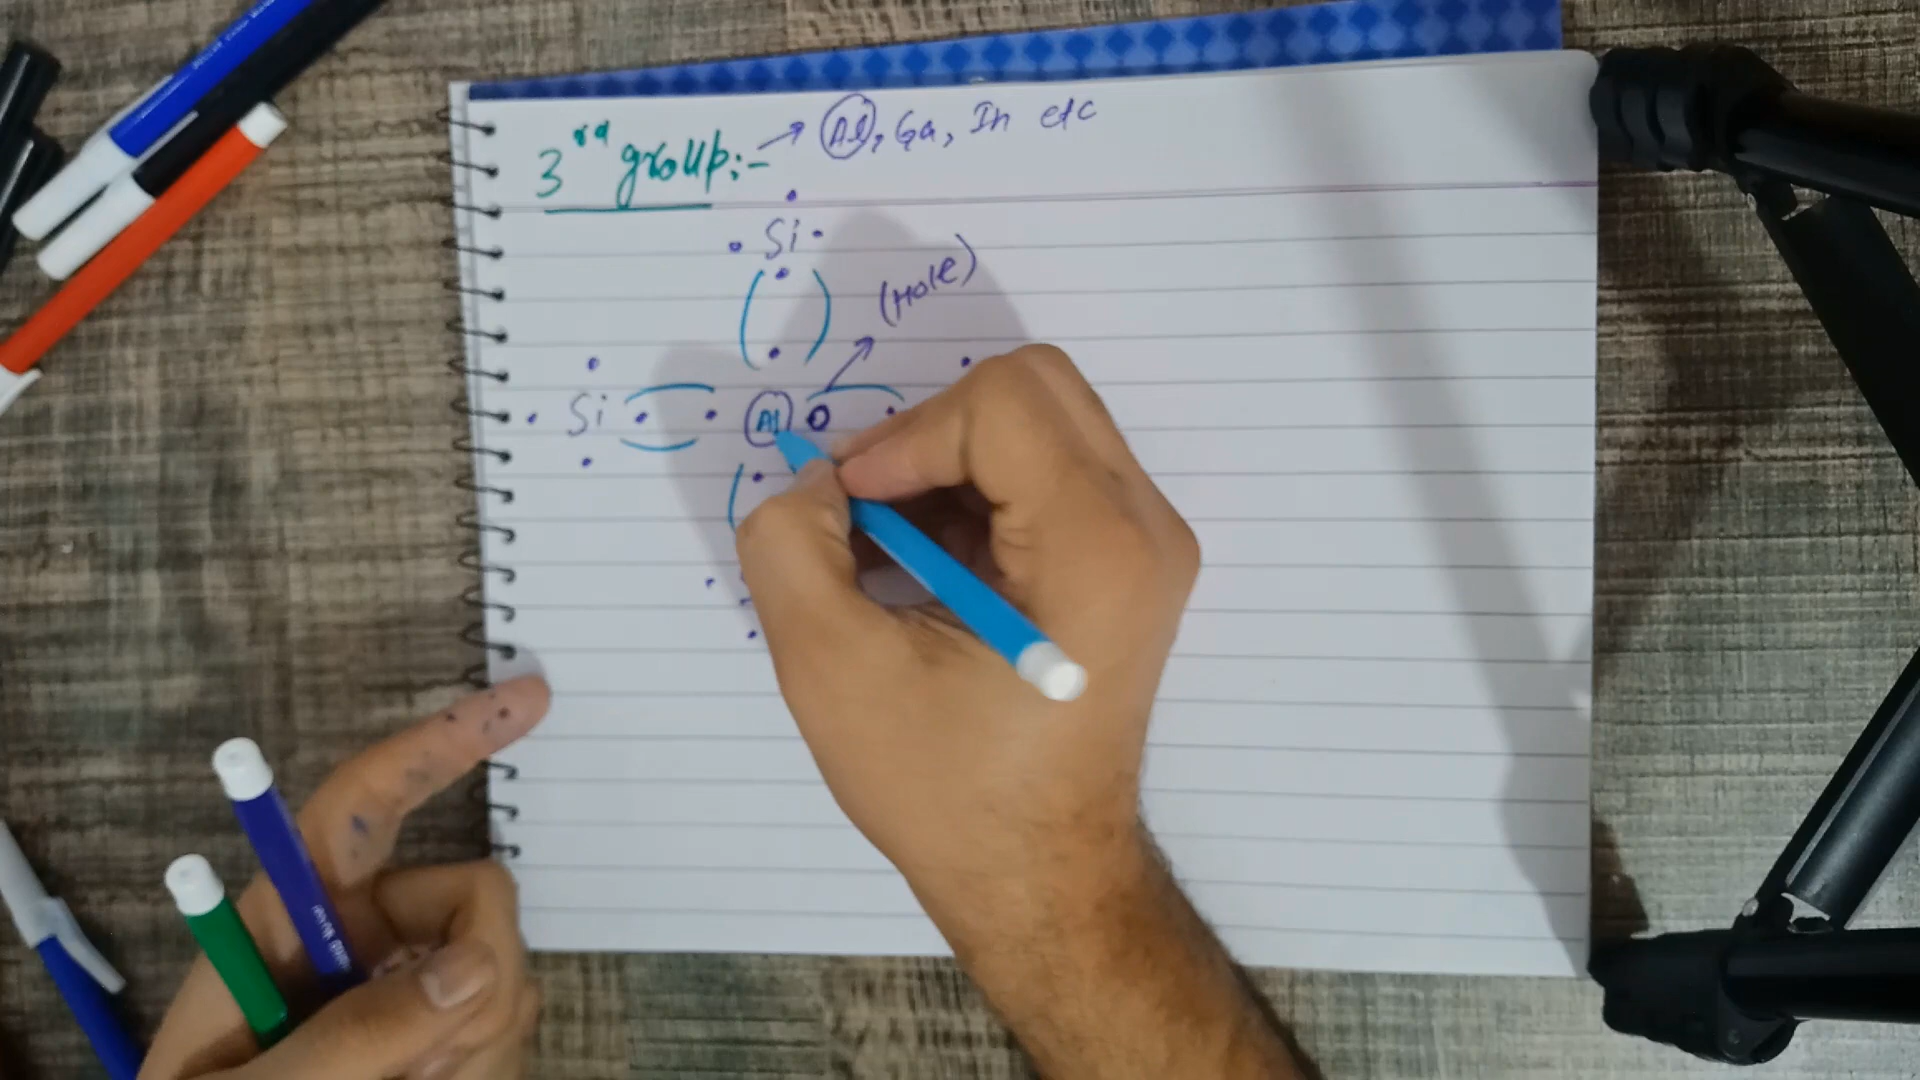 3rd group:- → Al, Ga, In etc
Si
(Hole)
Si Al